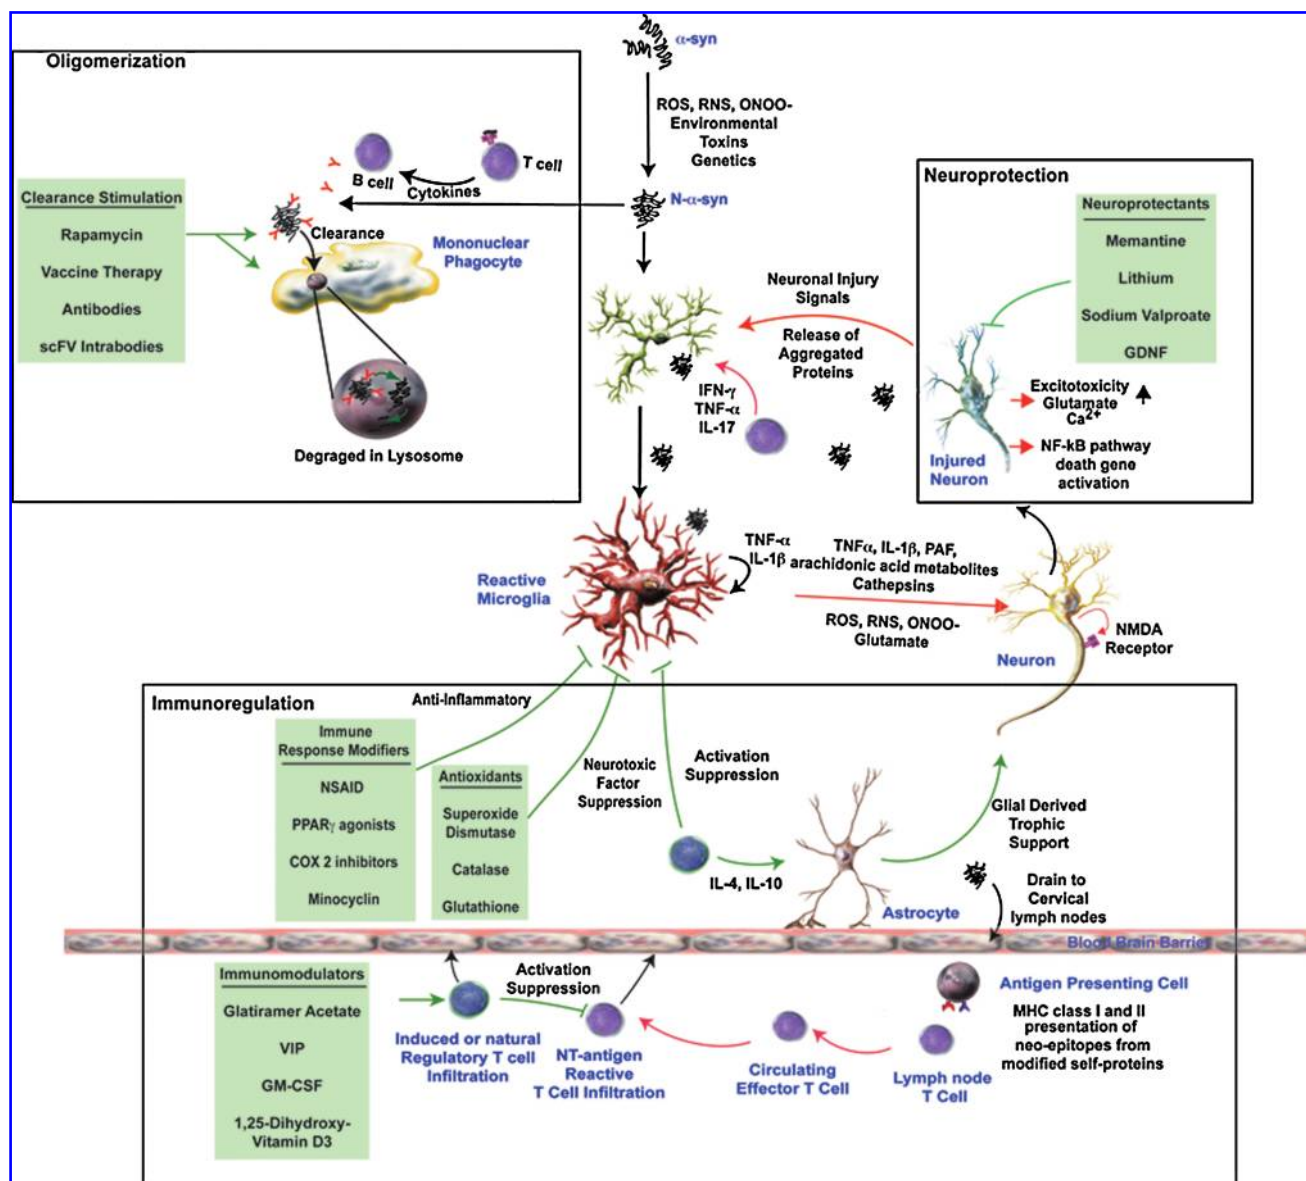 α-syn
ROS, RNS, ONOO-
Environmental
Toxins
Genetics
N-α-syn
Oligomerization
T cell
B cell
Cytokines
Clearance Stimulation
Rapamycin
Vaccine Therapy
Antibodies
scFV Intrabodies
Clearance
Mononuclear
Phagocyte
Degraged in Lysosome
Neuroprotection
Neuroprotectants
Memantine
Lithium
Sodium Valproate
GDNF
Excitotoxicity
Glutamate
Ca2+
NF-kB pathway
death gene
activation
Injured
Neuron
Neuronal Injury
Signals
Release of
Aggregated
Proteins
IFN-γ
TNF-α
IL-17
Reactive
Microglia
TNF-α
IL-1β
TNFα, IL-1β, PAF,
arachidonic acid metabolites
Cathepsins
ROS, RNS, ONOO-
Glutamate
Neuron
NMDA
Receptor
Immunoregulation
Anti-Inflammatory
Immune
Response Modifiers
NSAID
PPARγ agonists
COX 2 inhibitors
Minocyclin
Antioxidants
Superoxide
Dismutase
Catalase
Glutathione
Neurotoxic
Factor
Suppression
Activation
Suppression
IL-4, IL-10
Astrocyte
Glial Derived
Trophic
Support
Drain to
Cervical
lymph nodes
Blood Brain Barrier
Immunomodulators
Glatiramer Acetate
VIP
GM-CSF
1,25-Dihydroxy-
Vitamin D3
Activation
Suppression
Induced or natural
Regulatory T cell
Infiltration
NT-antigen
Reactive
T Cell Infiltration
Circulating
Effector T Cell
Lymph node
T Cell
Antigen Presenting Cell
MHC class I and II
presentation of
neo-epitopes from
modified self-proteins